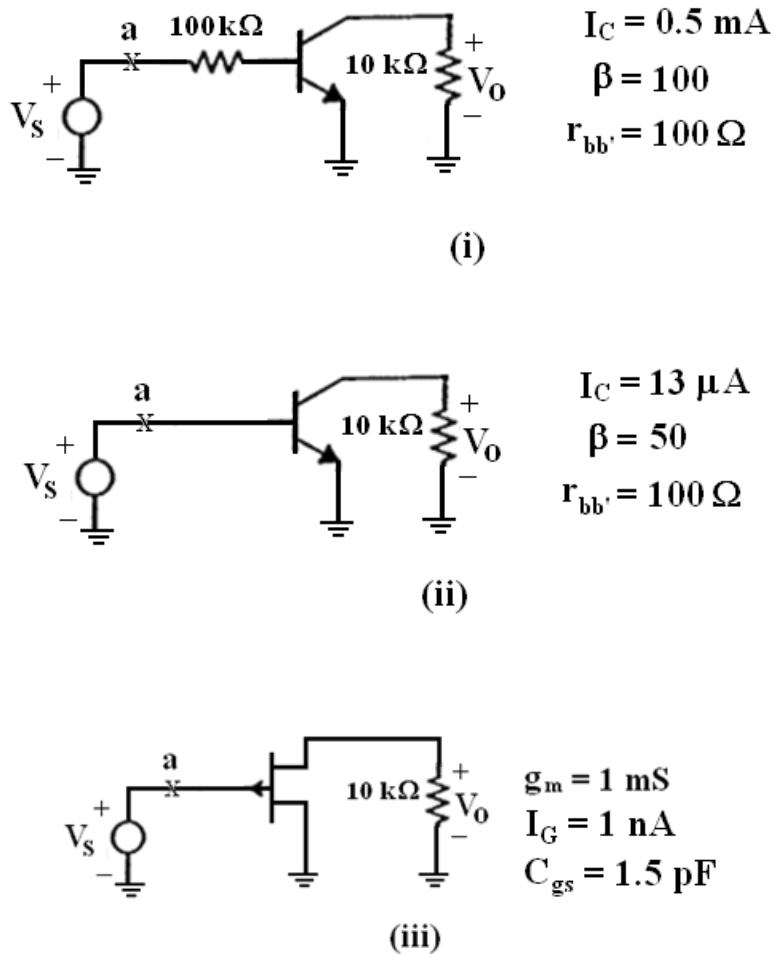 a 100kΩ
+ I_C = 0.5 mA
10 kΩ V_O β = 100
V_S
− r_bb' = 100 Ω
(i)
a
+ I_C = 13 μA
10 kΩ V_O β = 50
V_S
− r_bb' = 100 Ω
(ii)
a
+ g_m = 1 mS
10 kΩ V_O
V_S I_G = 1 nA
− C_gs = 1.5 pF
(iii)